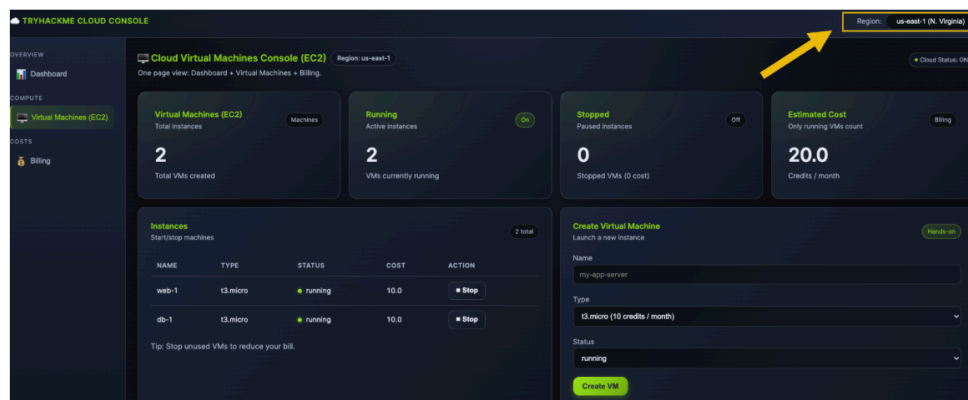 TRYHACKME CLOUD CONSOLE
Region: us-east-1 (N. Virginia)
OVERVIEW
Dashboard
COMPUTE
Virtual Machines (EC2)
COSTS
Billing
Cloud Virtual Machines Console (EC2) Region: us-east-1
One page view: Dashboard + Virtual Machines + Billing.
Cloud Status: ON
Virtual Machines (EC2)
Total instances
Machines
2
Total VMs created
Running
Active instances
On
2
VMs currently running
Stopped
Paused instances
Off
0
Stopped VMs (0 cost)
Estimated Cost
Only running VMs count
Billing
20.0
Credits / month
Instances
Start/stop machines
2 total
NAME TYPE STATUS COST ACTION
web-1 t3.micro running 10.0 Stop
db-1 t3.micro running 10.0 Stop
Tip: Stop unused VMs to reduce your bill.
Create Virtual Machine
Launch a new instance
Hands-on
Name
my-app-server
Type
t3.micro (10 credits / month)
Status
running
Create VM